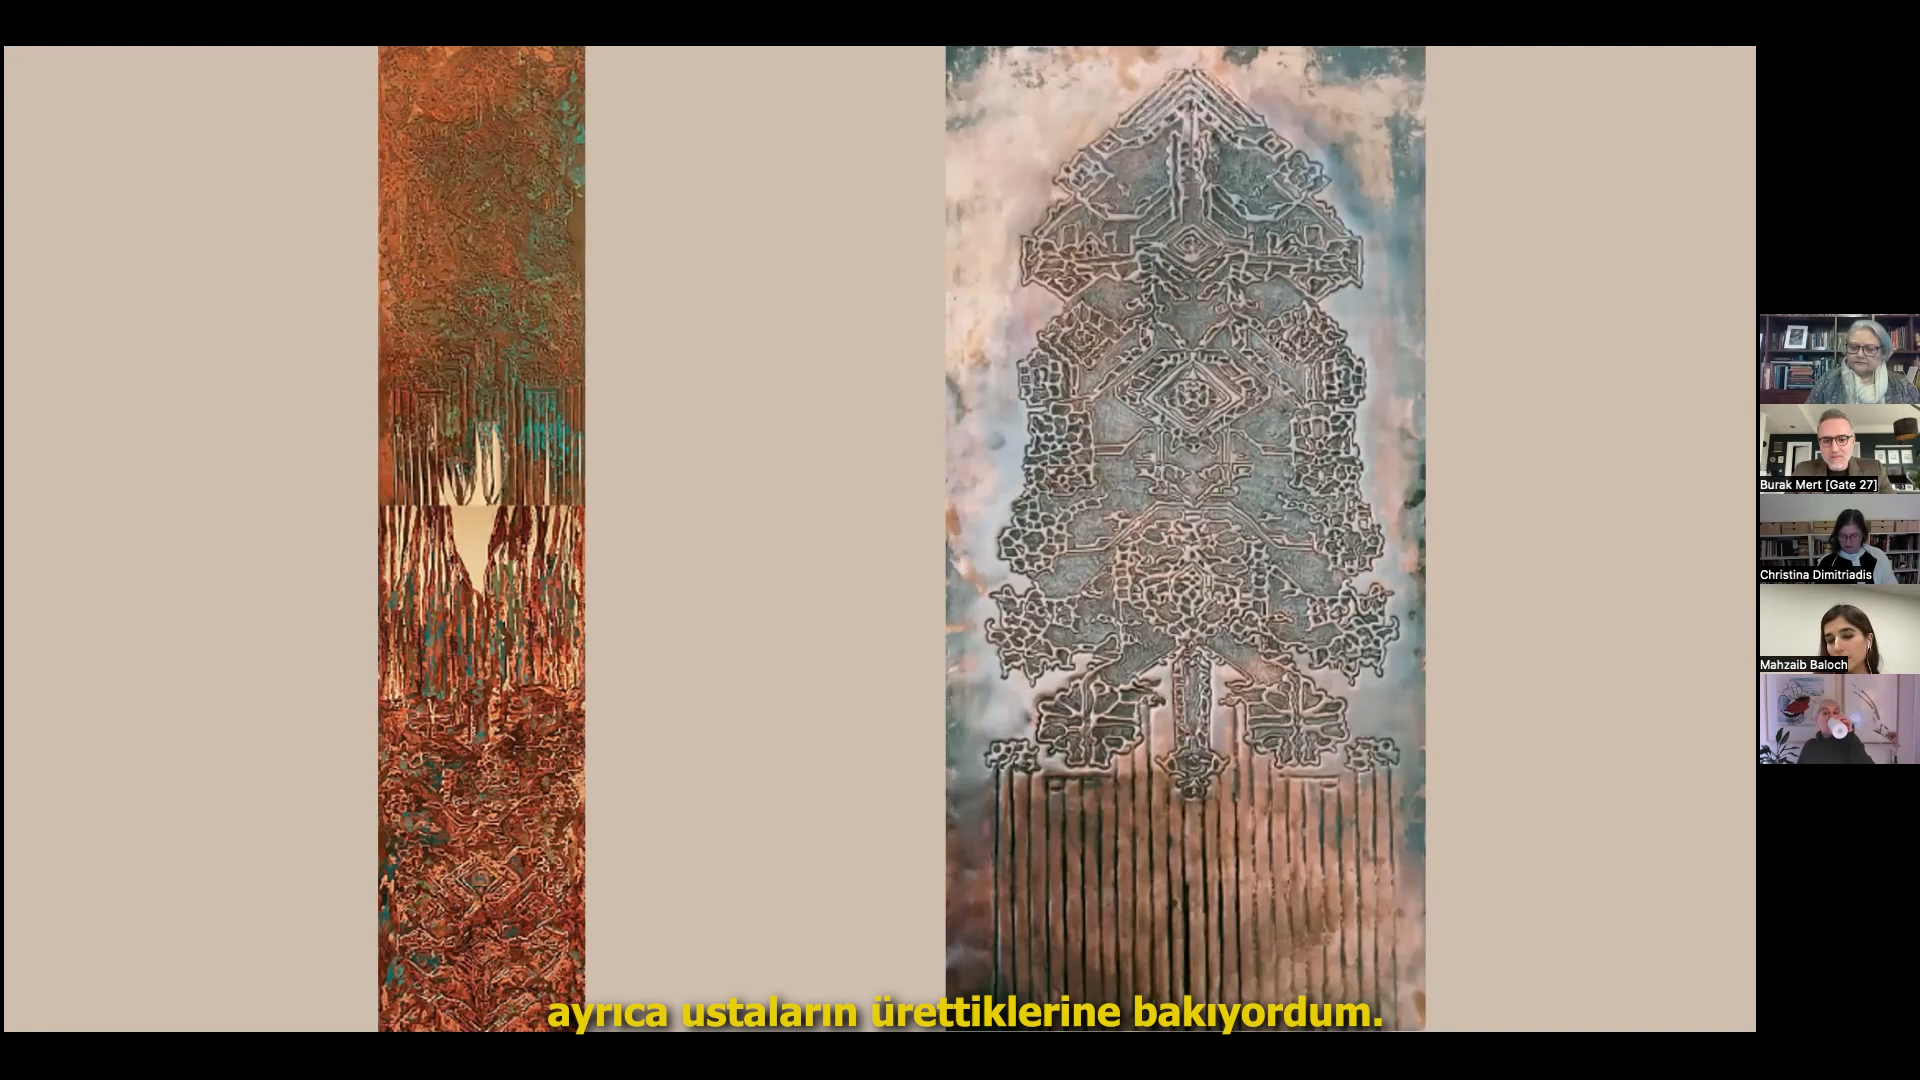 Burak Mert [Gate 27]
Christina Dimitriadis
Mahzaib Baloch
ayrıca ustaların ürettiklerine bakıyordum.